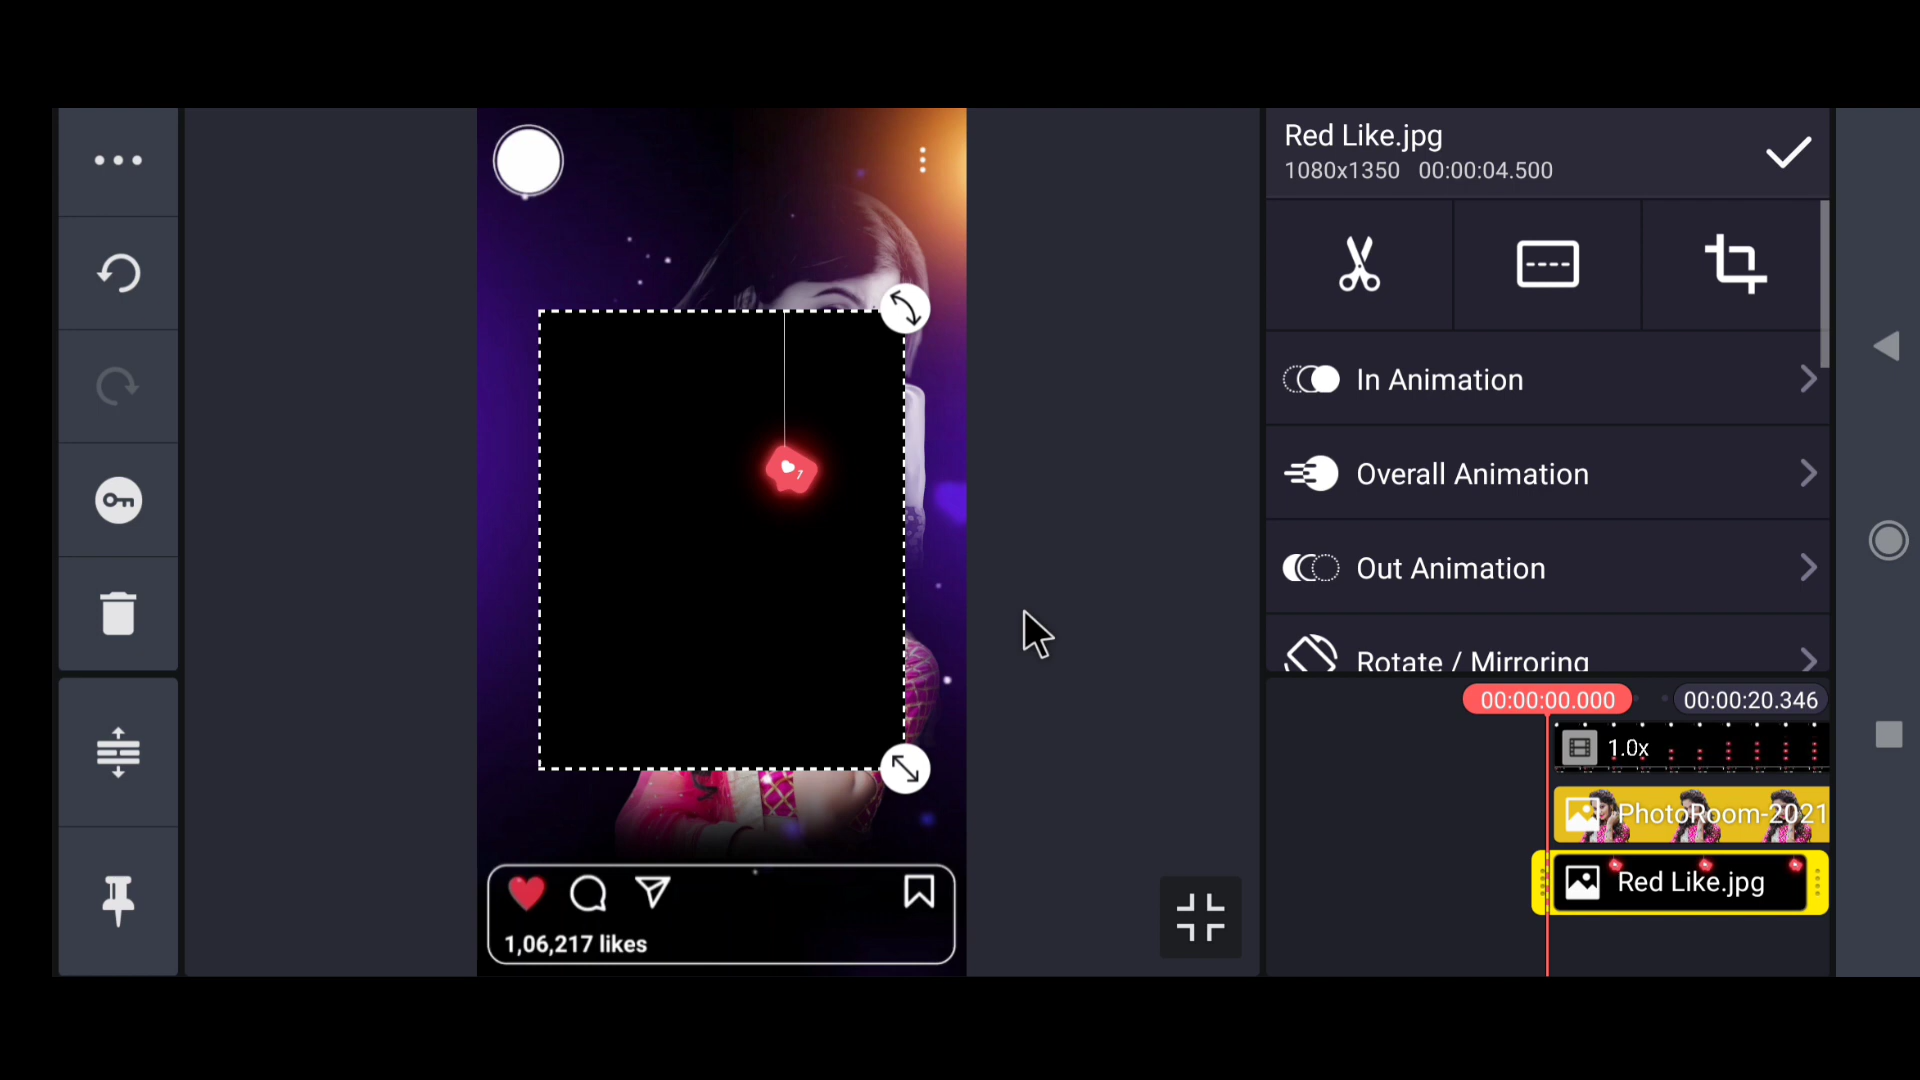 Red Like.jpg
1080x1350 00:00:04.500
In Animation
Overall Animation
Out Animation
Rotate / Mirroring
00:00:00.000
00:00:20.346
1.0x
PhotoRoom-2021
Red Like.jpg
1
1,06,217 likes